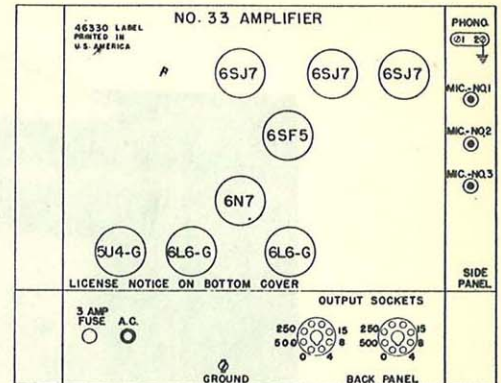 NO. 33 AMPLIFIER
46330 LABEL
PRINTED IN
U.S. AMERICA
PHONO.
1 2
6SJ7 6SJ7 6SJ7
MIC.-NO.1
MIC.-NO.2
MIC.-NO.3
6SF5
6N7
5U4-G 6L6-G 6L6-G
LICENSE NOTICE ON BOTTOM COVER
SIDE
PANEL
OUTPUT SOCKETS
3 AMP
FUSE A.C.
250 15 250 15
500 8 500 8
0 4 0 4
GROUND BACK PANEL